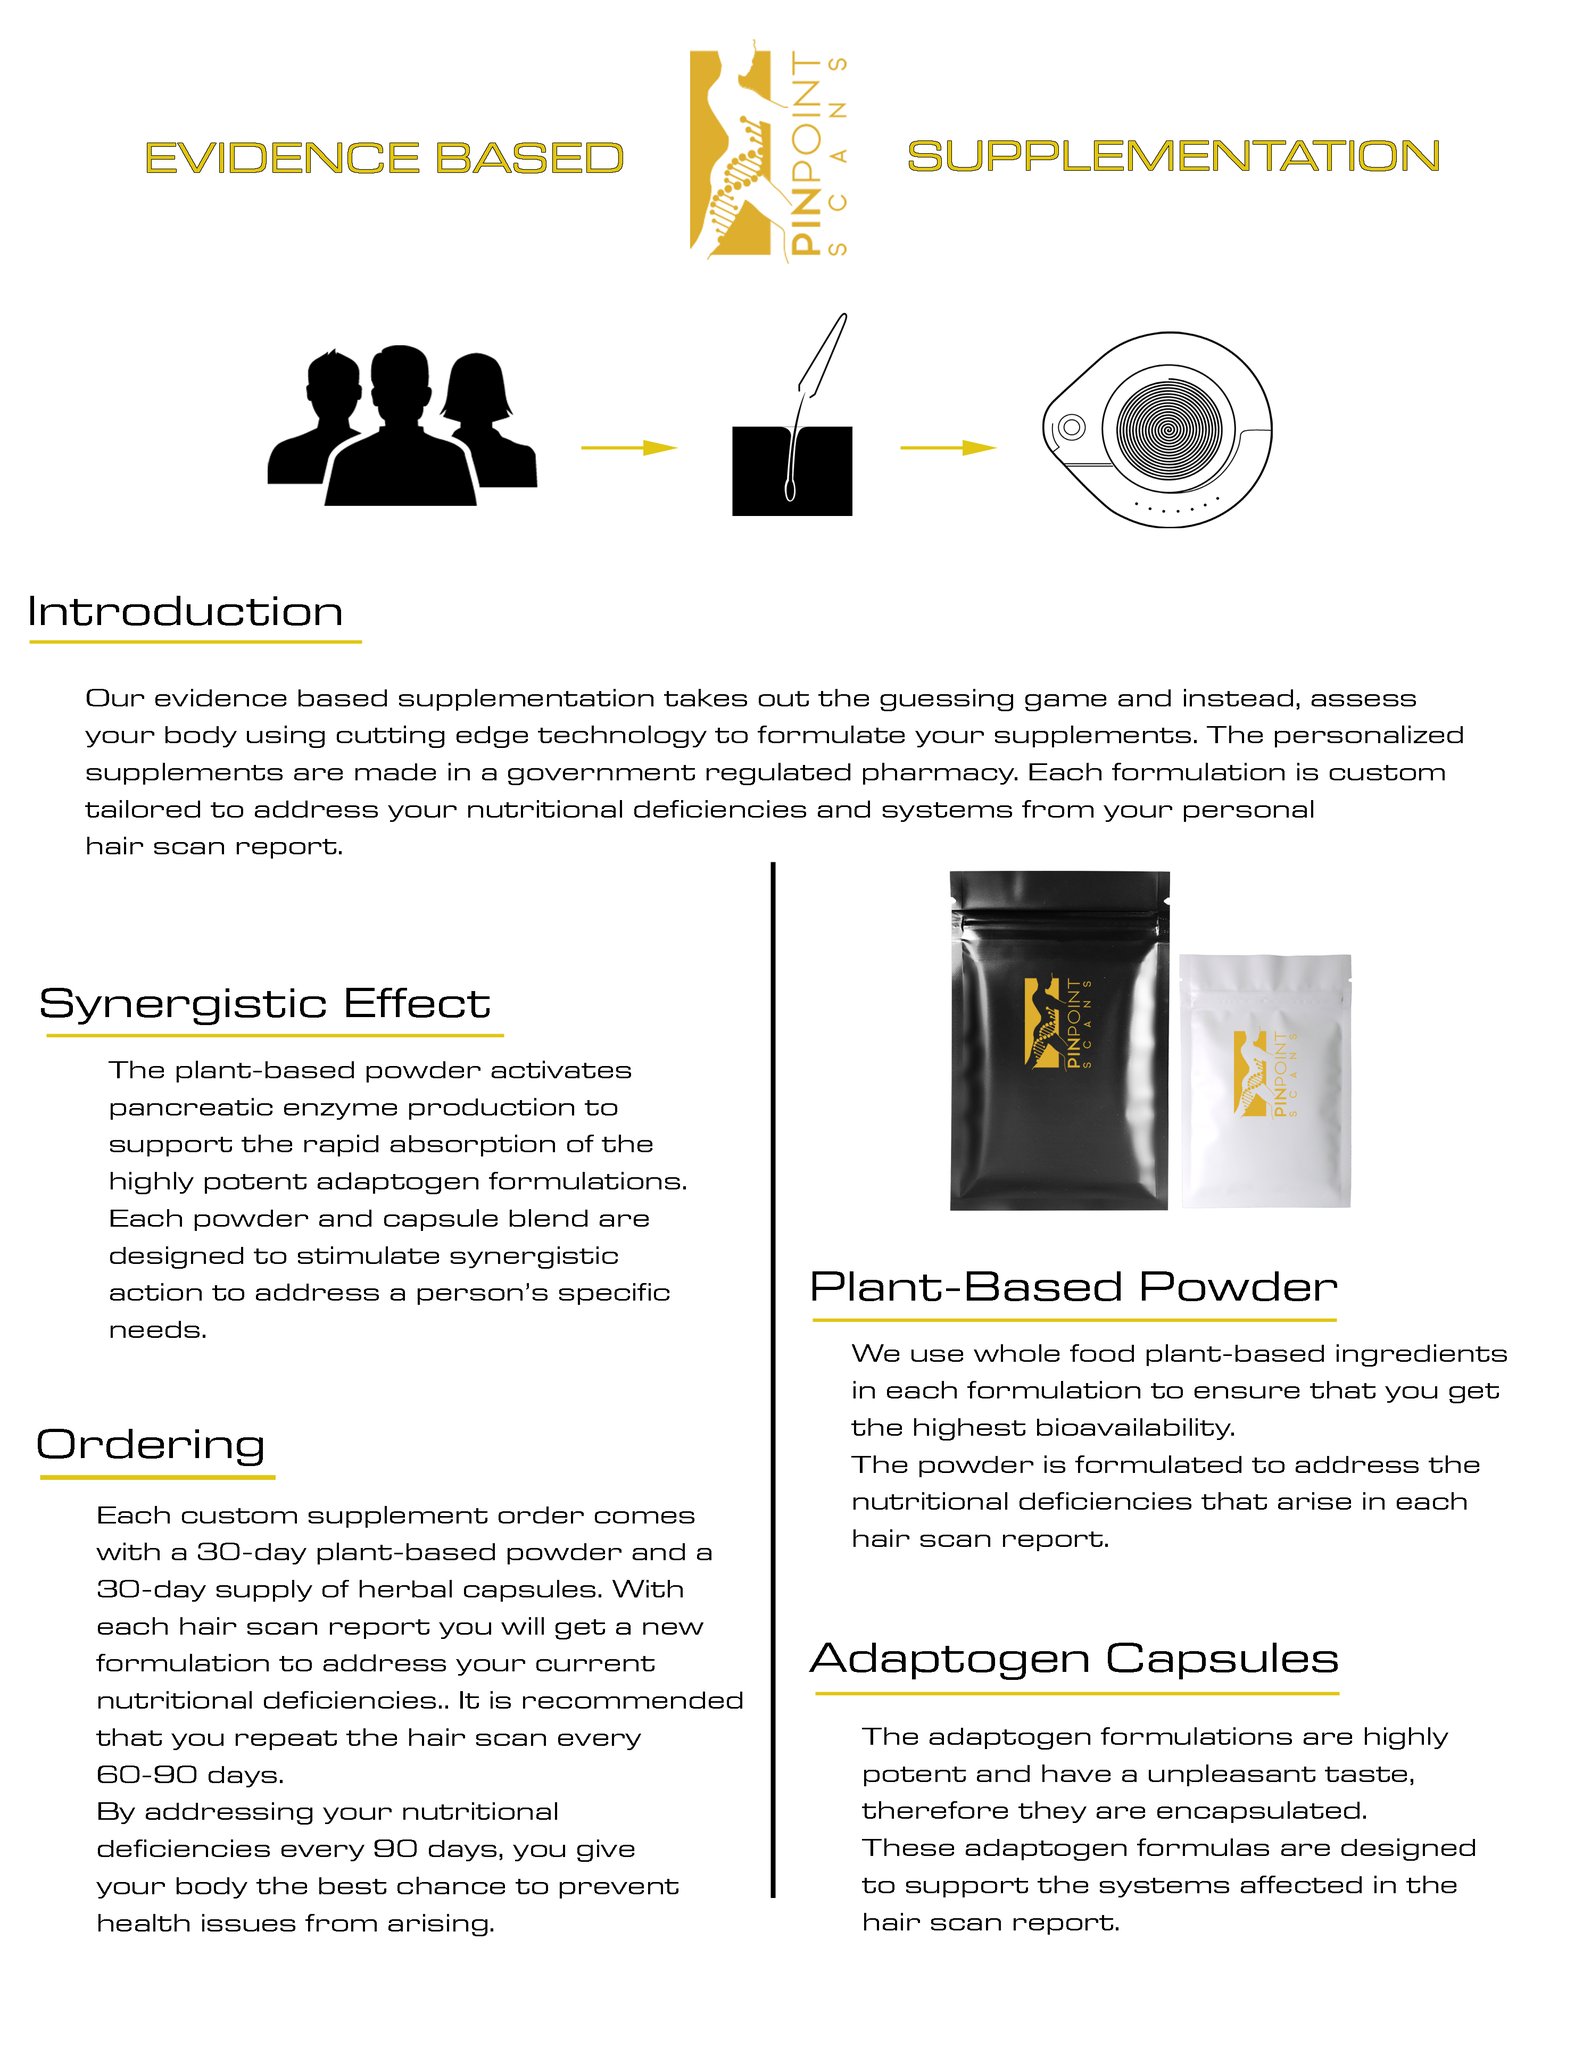 EVIDENCE BASED
PINPOINT
SCANS
SUPPLEMENTATION
Introduction
Our evidence based supplementation takes out the guessing game and instead, assess
your body using cutting edge technology to formulate your supplements. The personalized
supplements are made in a government regulated pharmacy. Each formulation is custom
tailored to address your nutritional deficiencies and systems from your personal
hair scan report.
Synergistic Effect
The plant-based powder activates
pancreatic enzyme production to
support the rapid absorption of the
highly potent adaptogen formulations.
Each powder and capsule blend are
designed to stimulate synergistic
action to address a person's specific
needs.
Ordering
Each custom supplement order comes
with a 30-day plant-based powder and a
30-day supply of herbal capsules. With
each hair scan report you will get a new
formulation to address your current
nutritional deficiencies.. It is recommended
that you repeat the hair scan every
60-90 days.
By addressing your nutritional
deficiencies every 90 days, you give
your body the best chance to prevent
health issues from arising.
PINPOINT
SCANS
PINPOINT
SCANS
Plant-Based Powder
We use whole food plant-based ingredients
in each formulation to ensure that you get
the highest bioavailability.
The powder is formulated to address the
nutritional deficiencies that arise in each
hair scan report.
Adaptogen Capsules
The adaptogen formulations are highly
potent and have a unpleasant taste,
therefore they are encapsulated.
These adaptogen formulas are designed
to support the systems affected in the
hair scan report.